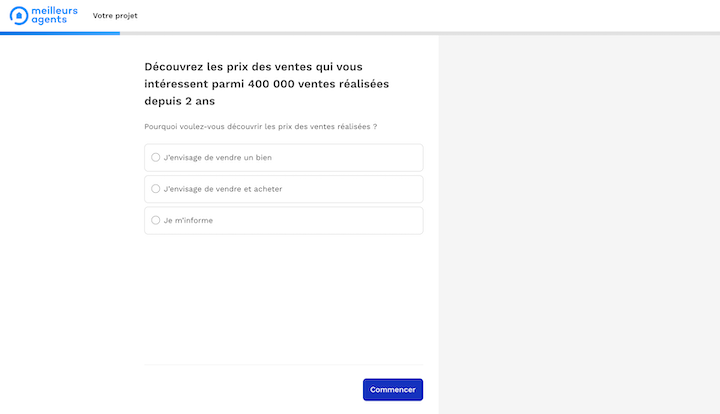 meilleurs
agents
Votre projet
Découvrez les prix des ventes qui vous
intéressent parmi 400 000 ventes réalisées
depuis 2 ans
Pourquoi voulez-vous découvrir les prix des ventes réalisées ?
J'envisage de vendre un bien
J'envisage de vendre et acheter
Je m'informe
Commencer